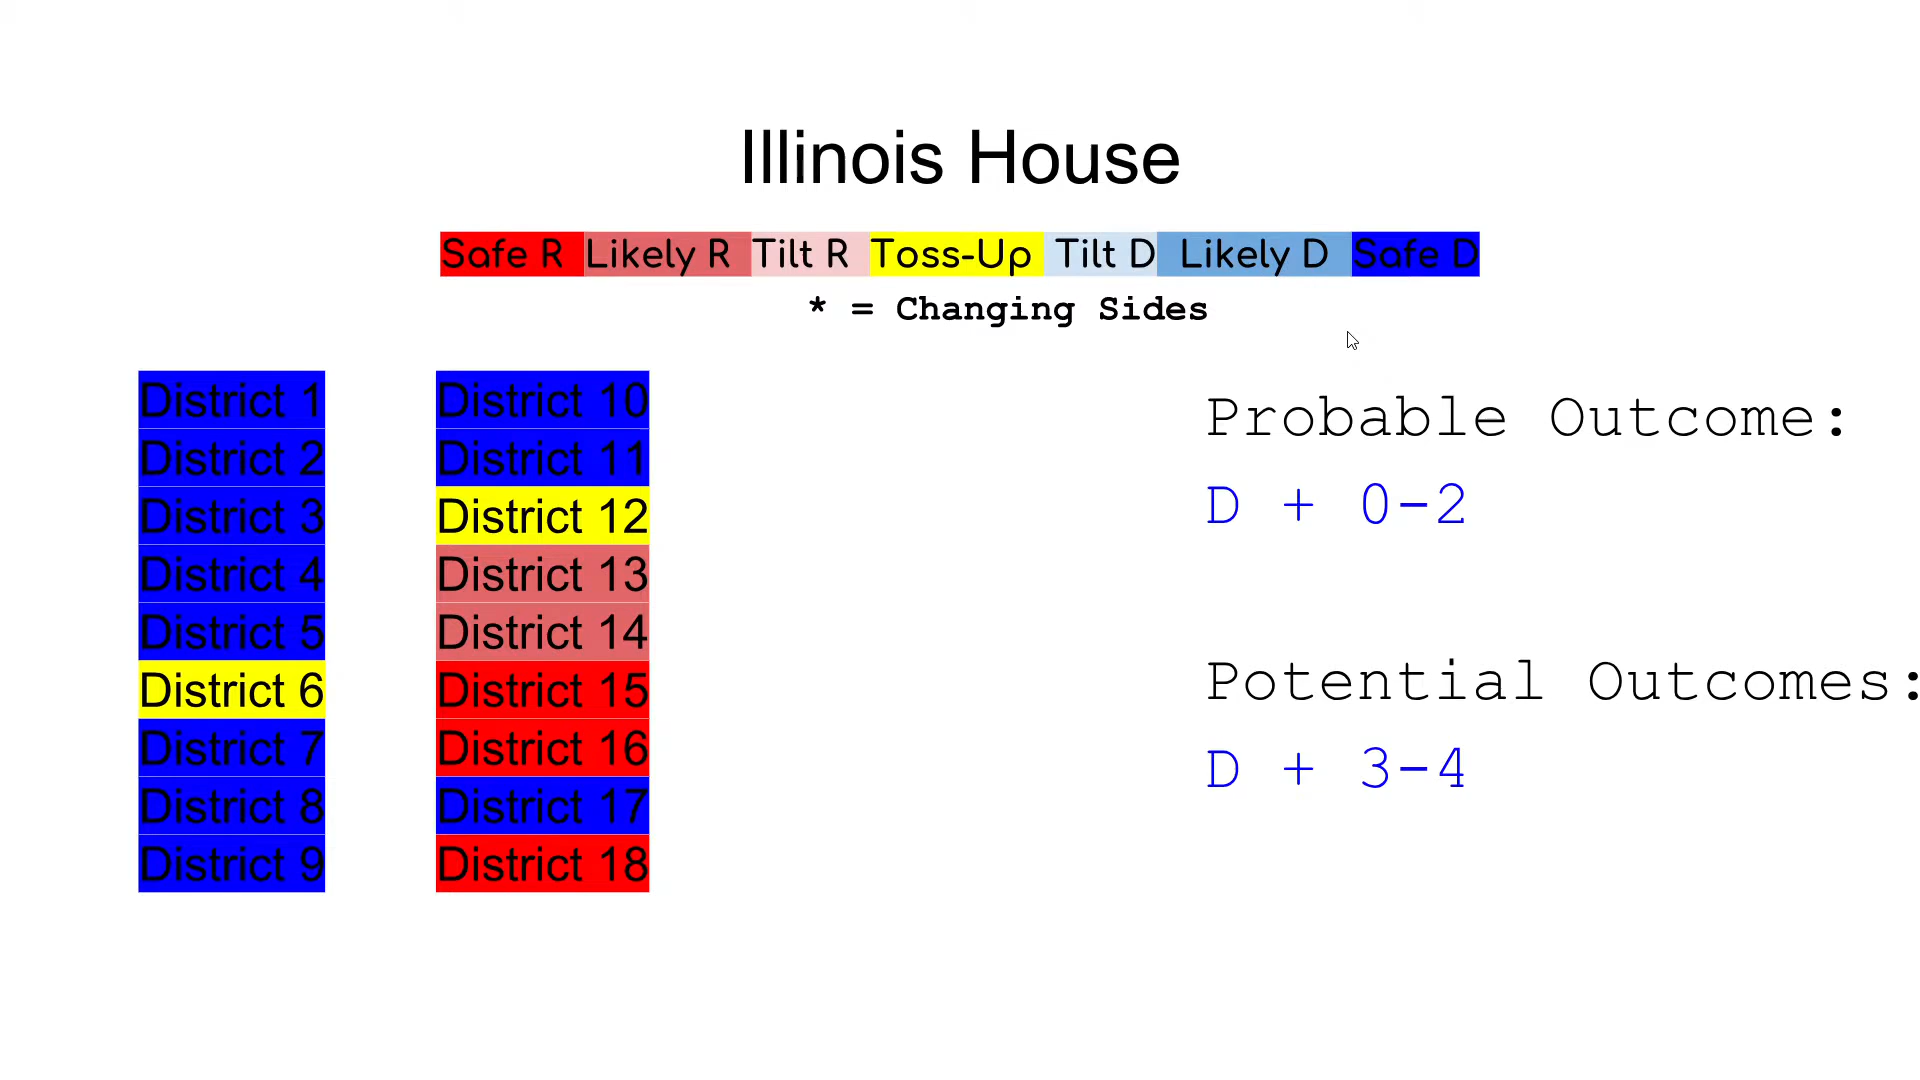 Illinois House
Safe R Likely R Tilt R Toss-Up Tilt D Likely D Safe D
* = Changing Sides
District 1
District 2
District 3
District 4
District 5
District 6
District 7
District 8
District 9
District 10
District 11
District 12
District 13
District 14
District 15
District 16
District 17
District 18
Probable Outcome:
D + 0-2
Potential Outcomes:
D + 3-4